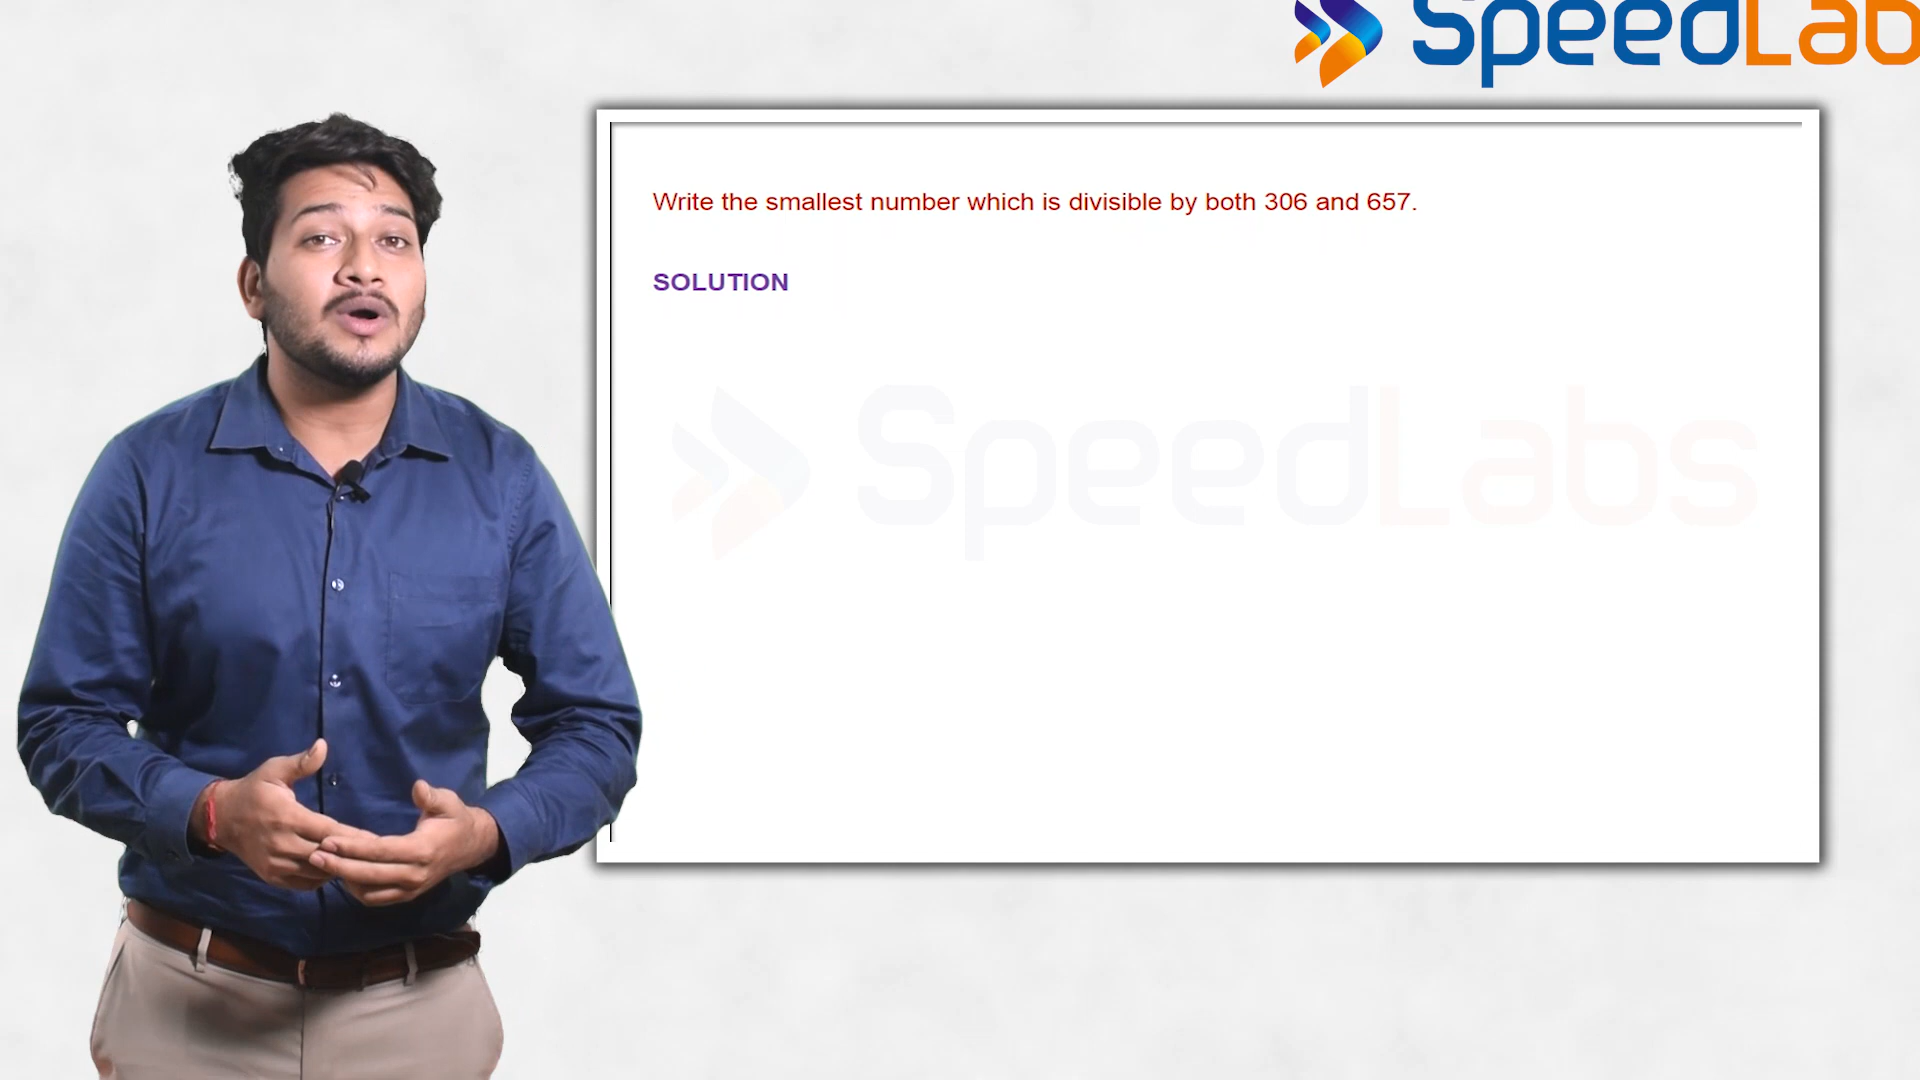 SpeedLab
Write the smallest number which is divisible by both 306 and 657.
SOLUTION
SpeedLabs